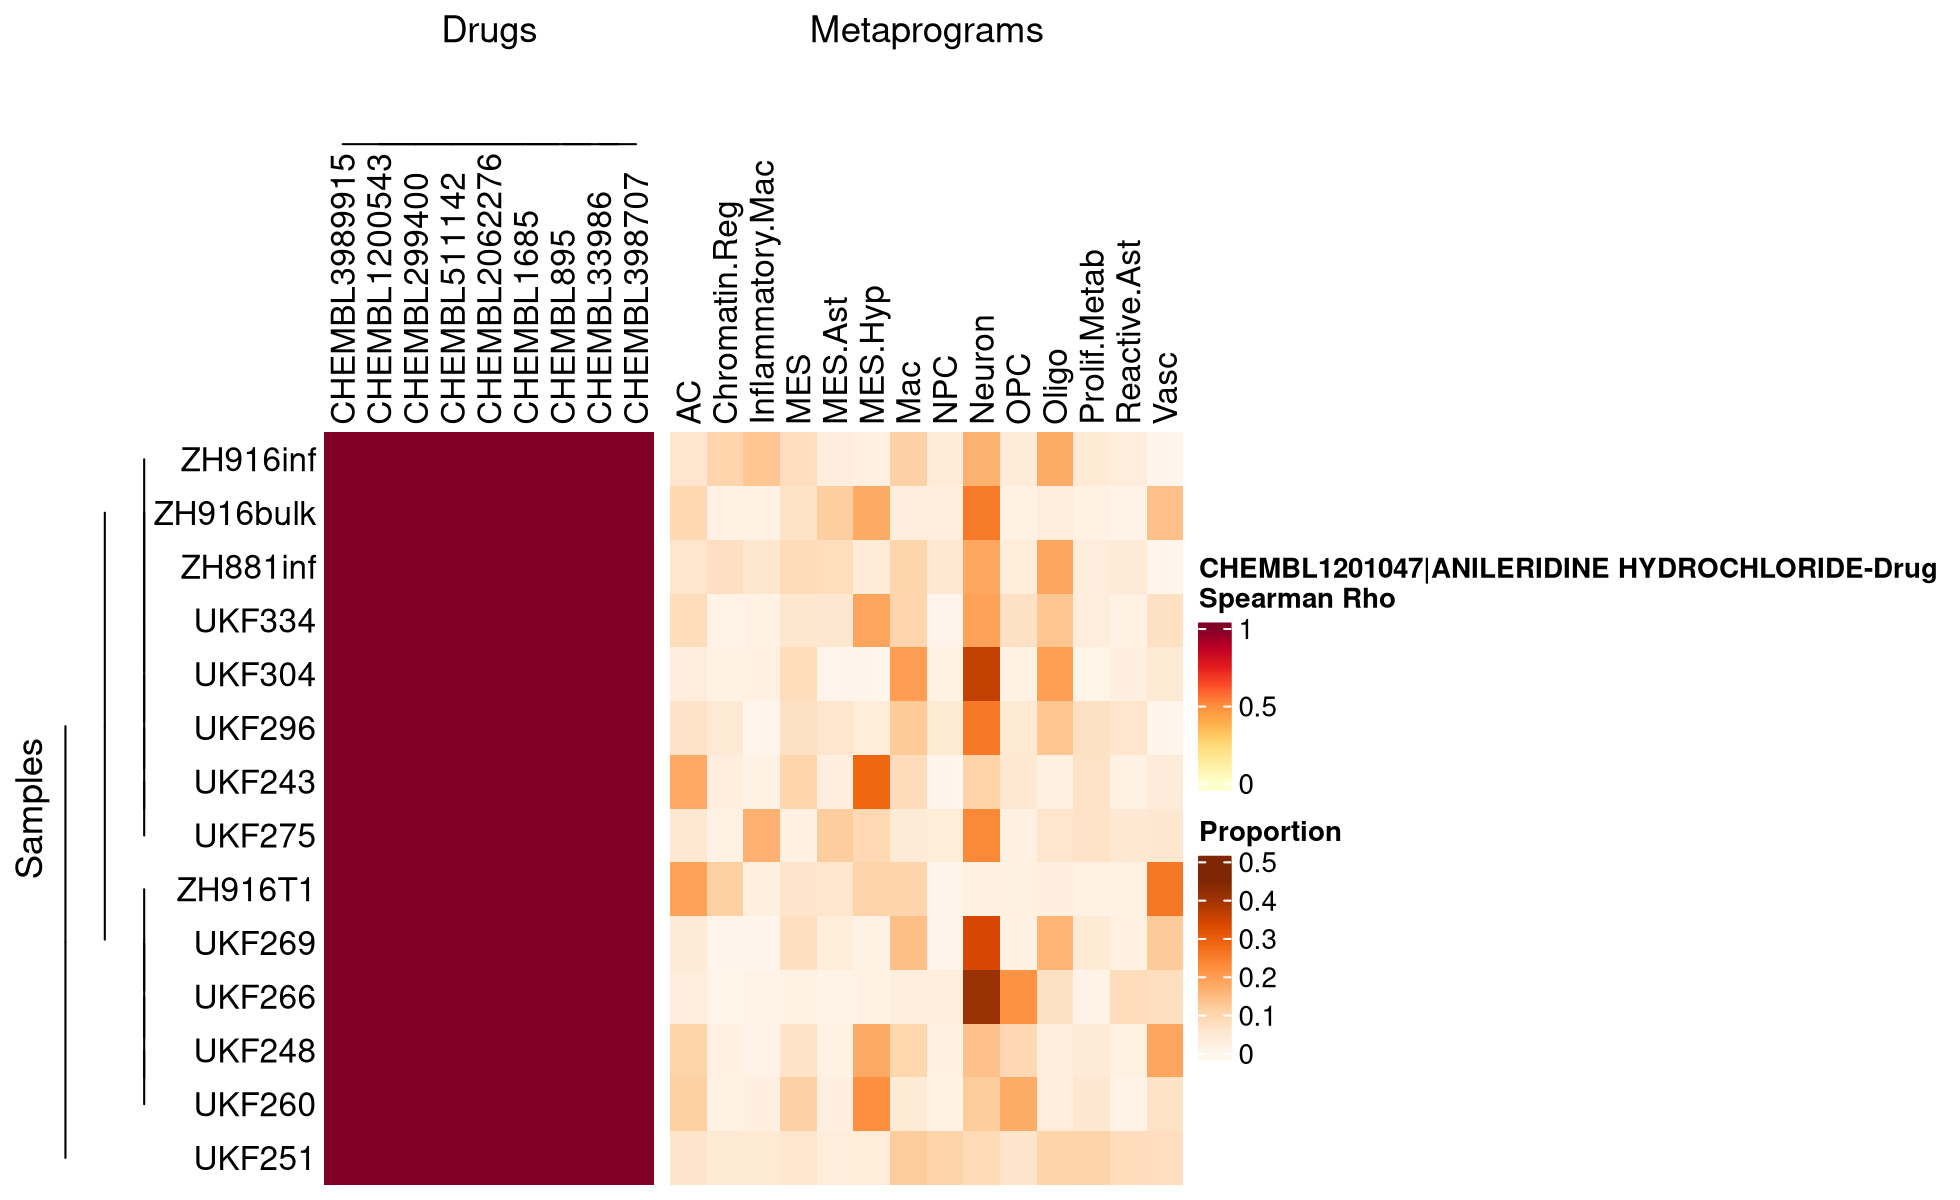 Drugs
Metaprograms
CHEMBL3989915
CHEMBL1200543
CHEMBL299400
CHEMBL511142
CHEMBL2062276
CHEMBL1685
CHEMBL895
CHEMBL33986
CHEMBL398707
AC
Chromatin.Reg
Inflammatory.Mac
MES
MES.Ast
MES.Hyp
Mac
NPC
Neuron
OPC
Oligo
Prolif.Metab
Reactive.Ast
Vasc
Samples
ZH916inf
ZH916bulk
ZH881inf
UKF334
UKF304
UKF296
UKF243
UKF275
ZH916T1
UKF269
UKF266
UKF248
UKF260
UKF251
CHEMBL1201047|ANILERIDINE HYDROCHLORIDE-Drug
Spearman Rho
1
0.5
0
Proportion
0.5
0.4
0.3
0.2
0.1
0